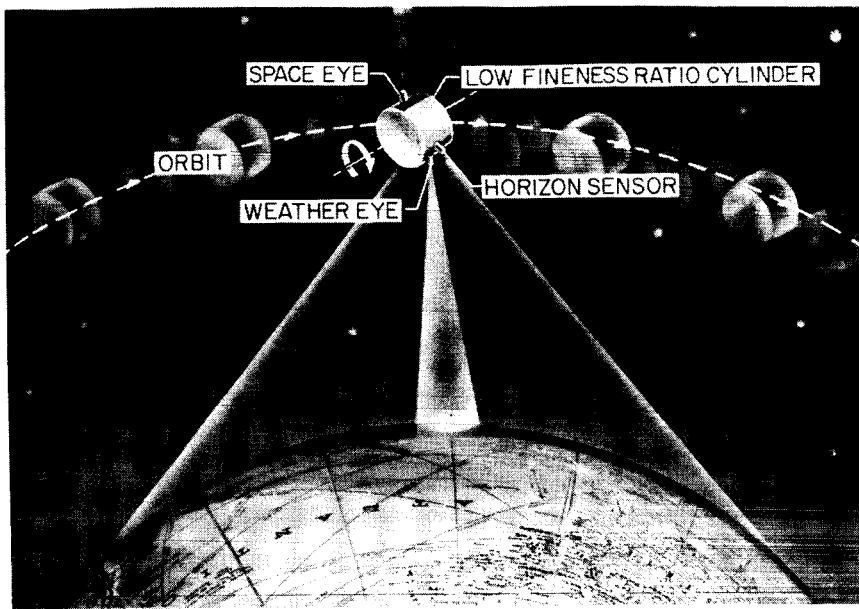 SPACE EYE
LOW FINENESS RATIO CYLINDER
ORBIT
HORIZON SENSOR
WEATHER EYE